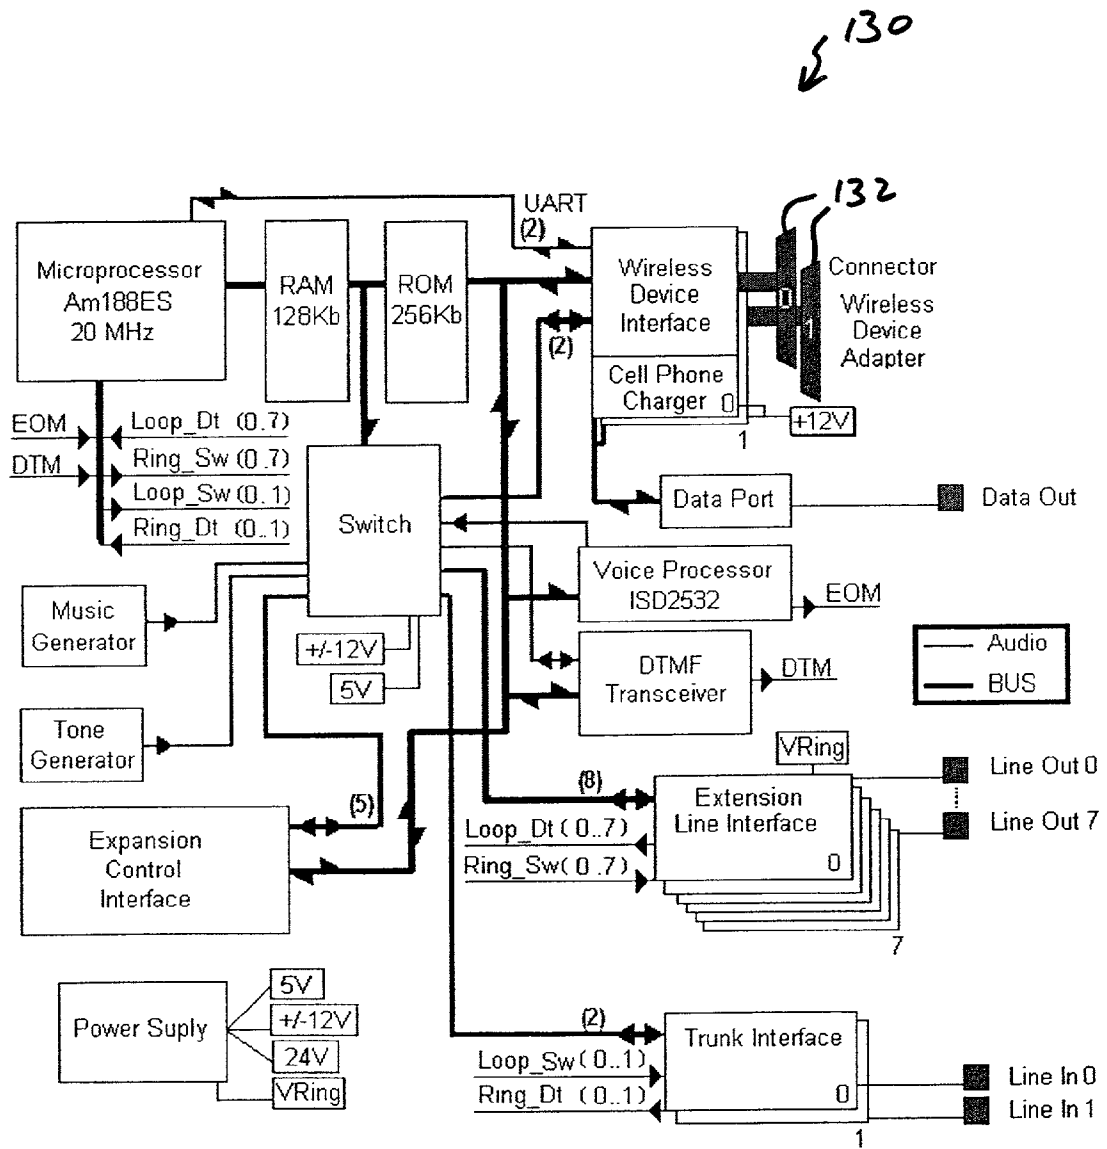 130
132
UART
(2)
Microprocessor
Am188ES
20 MHz
RAM
128Kb
ROM
256Kb
Wireless
Device
Interface
Cell Phone
Charger 0
1
(2)
0
1
Connector
Wireless
Device
Adapter
+12V
EOM
DTM
Loop_Dt (0..7)
Ring_Sw (0..7)
Loop_Sw (0..1)
Ring_Dt (0..1)
Switch
Data Port
Data Out
Voice Processor
ISD2532
EOM
Music
Generator
+/-12V
5V
DTMF
Transceiver
DTM
Audio
BUS
Tone
Generator
VRing
(8)
(5)
Extension
Line Interface
0
7
Line Out 0
Line Out 7
Loop_Dt (0..7)
Ring_Sw (0..7)
Expansion
Control
Interface
Power Suply
5V
+/-12V
24V
VRing
(2)
Trunk Interface
0
1
Loop_Sw (0..1)
Ring_Dt (0..1)
Line In 0
Line In 1